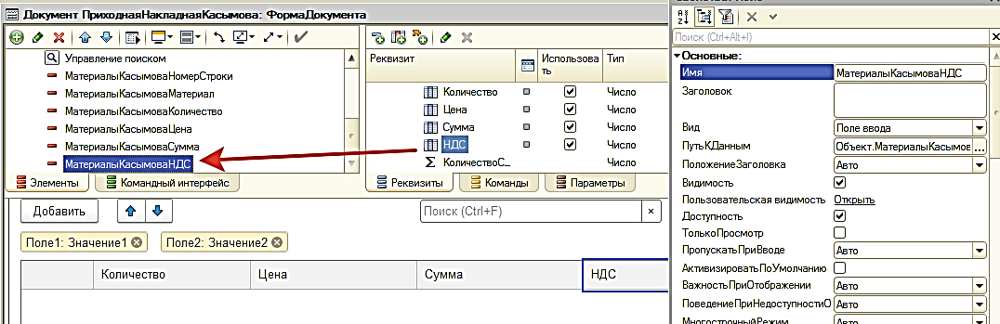 Документ ПриходнаяНакладнаяКасымова: ФормаДокумента
Управление поиском
МатериалыКасымоваНомерСтроки
МатериалыКасымоваМатериал
МатериалыКасымоваКоличество
МатериалыКасымоваЦена
МатериалыКасымоваСумма
МатериалыКасымоваНДС
Элементы
Командный интерфейс
Реквизит
Использова
ть
Тип
Количество
Число
Цена
Число
Сумма
Число
НДС
Число
КоличествоС...
Число
Реквизиты
Команды
Параметры
Добавить
Поиск (Ctrl+F)
×
Поле1: Значение1
Поле2: Значение2
Количество
Цена
Сумма
НДС
Поиск (Ctrl+Alt+I)
Основные:
Имя
МатериалыКасымоваНДС
Заголовок
Вид
Поле ввода
ПутьКДанным
Объект.МатериалыКасымов
...
ПоложениеЗаголовка
Авто
Видимость
Пользовательская видимость
Открыть
Доступность
ТолькоПросмотр
ПропускатьПриВводе
Авто
АктивизироватьПоУмолчанию
ВажностьПриОтображении
Авто
ПоведениеПриНедоступностиО
Авто
МногострочныйРежим
Авто